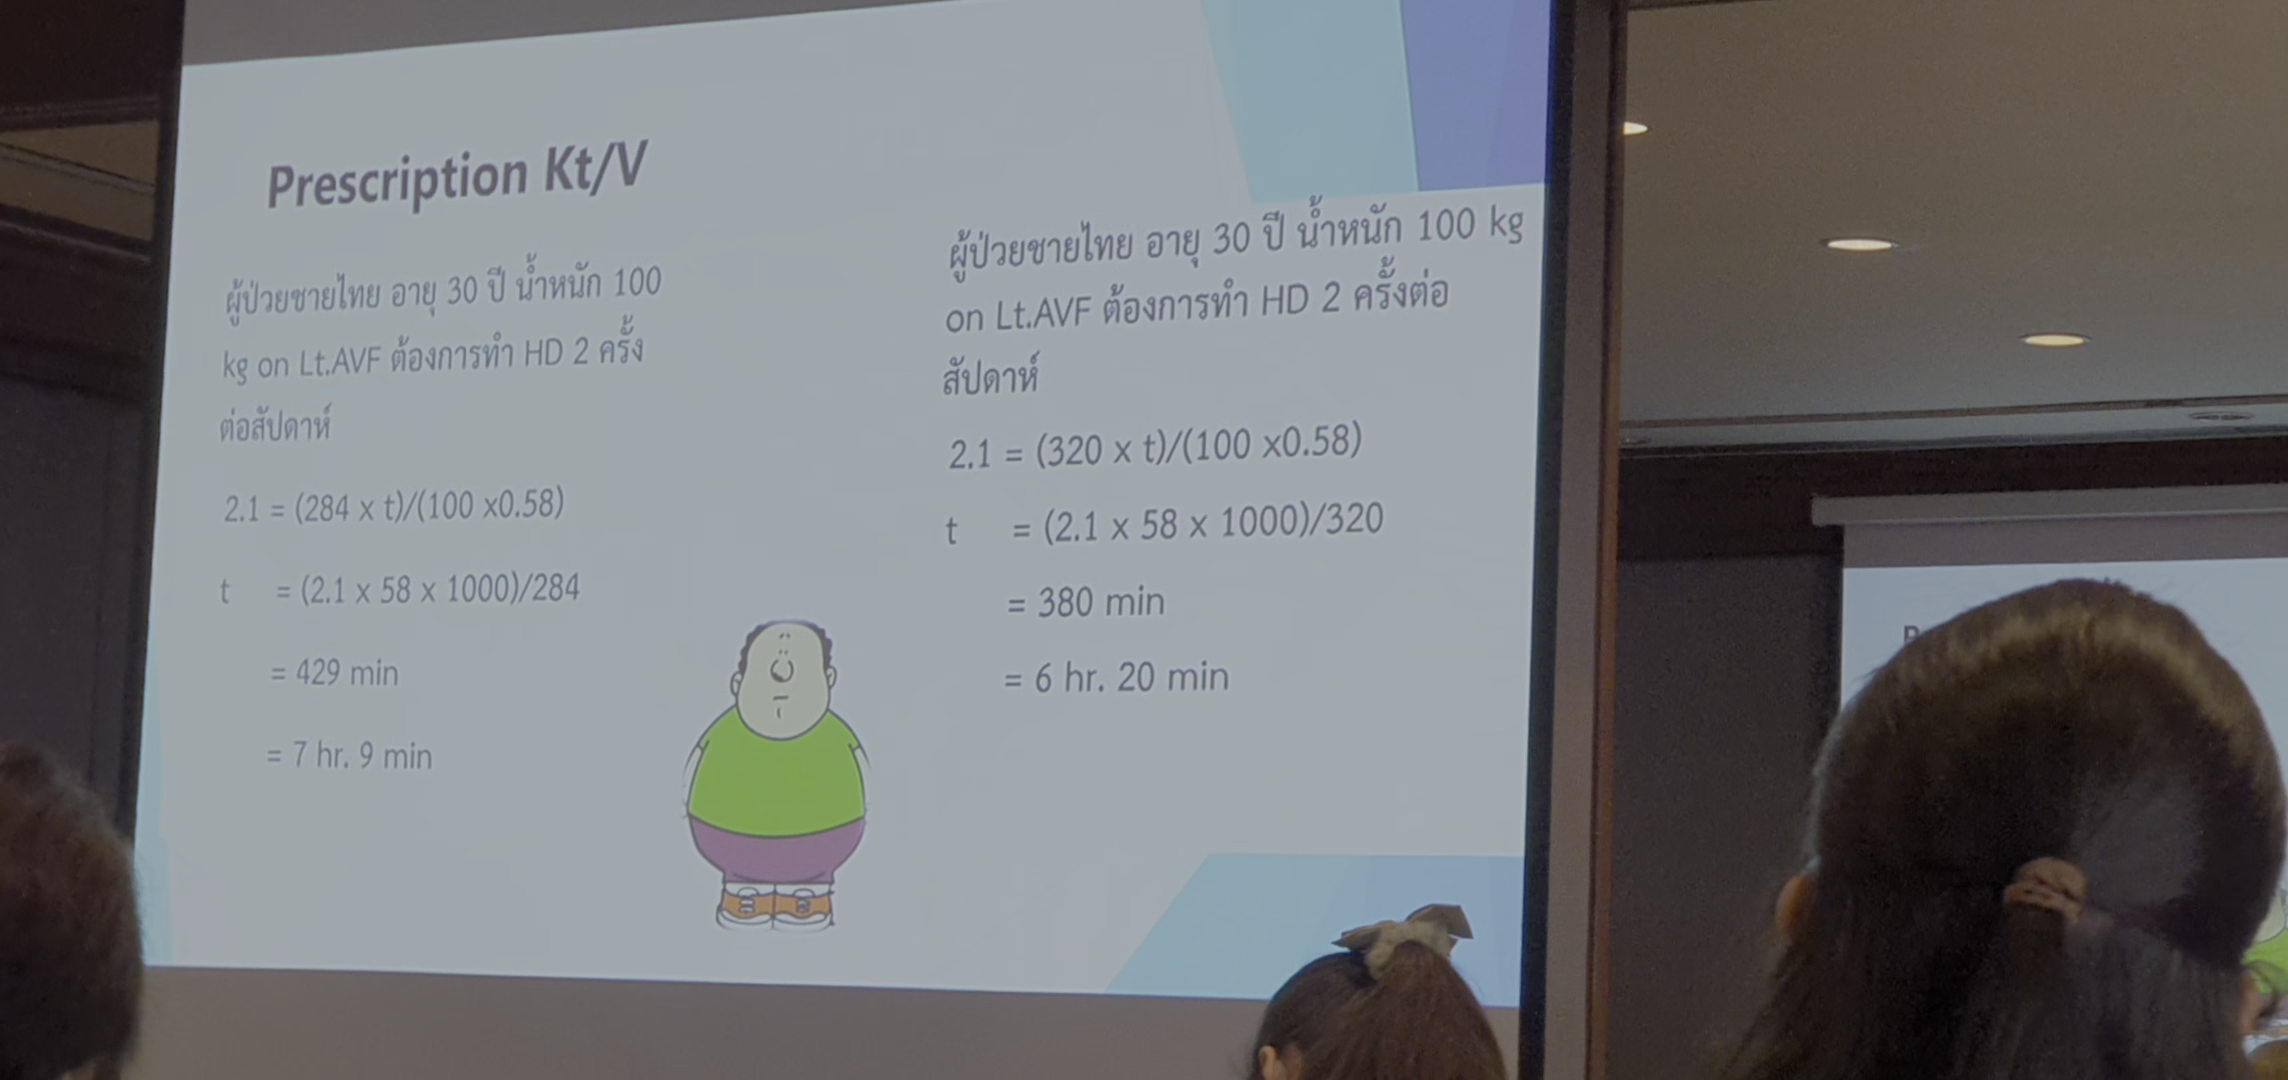 Prescription Kt/V
ผู้ป่วยชายไทย อายุ 30 ปี น้ำหนัก 100
kg on Lt.AVF ต้องการทำ HD 2 ครั้ง
ต่อสัปดาห์
2.1 = (284 x t)/(100 x0.58)
t = (2.1 x 58 x 1000)/284
= 429 min
= 7 hr. 9 min
ผู้ป่วยชายไทย อายุ 30 ปี น้ำหนัก 100 kg
on Lt.AVF ต้องการทำ HD 2 ครั้งต่อ
สัปดาห์
2.1 = (320 x t)/(100 x0.58)
t = (2.1 x 58 x 1000)/320
= 380 min
= 6 hr. 20 min